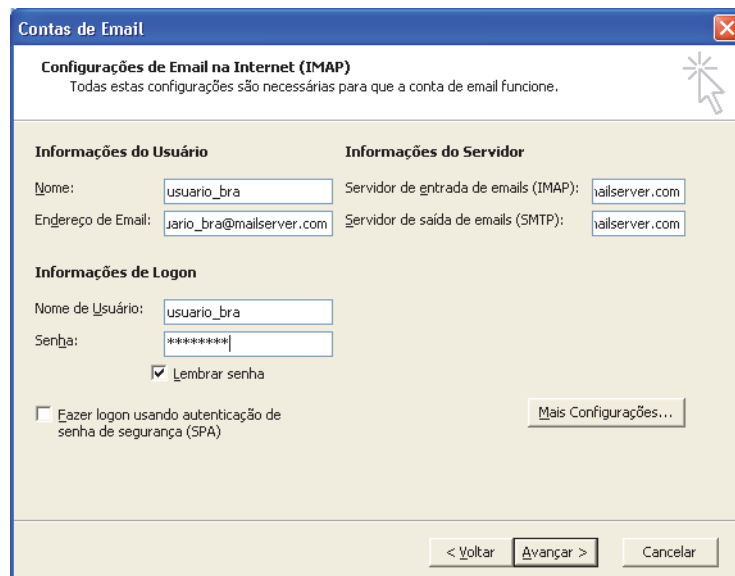 Contas de Email
Configurações de Email na Internet (IMAP)
Todas estas configurações são necessárias para que a conta de email funcione.
Informações do Usuário
Nome: usuario_bra
Endereço de Email: uario_bra@mailserver.com
Informações do Servidor
Servidor de entrada de emails (IMAP): nailserver.com
Servidor de saída de emails (SMTP): nailserver.com
Informações de Logon
Nome de Usuário: usuario_bra
Senha: ********
Lembrar senha
Fazer logon usando autenticação de
senha de segurança (SPA)
Mais Configurações...
< Voltar
Avançar >
Cancelar